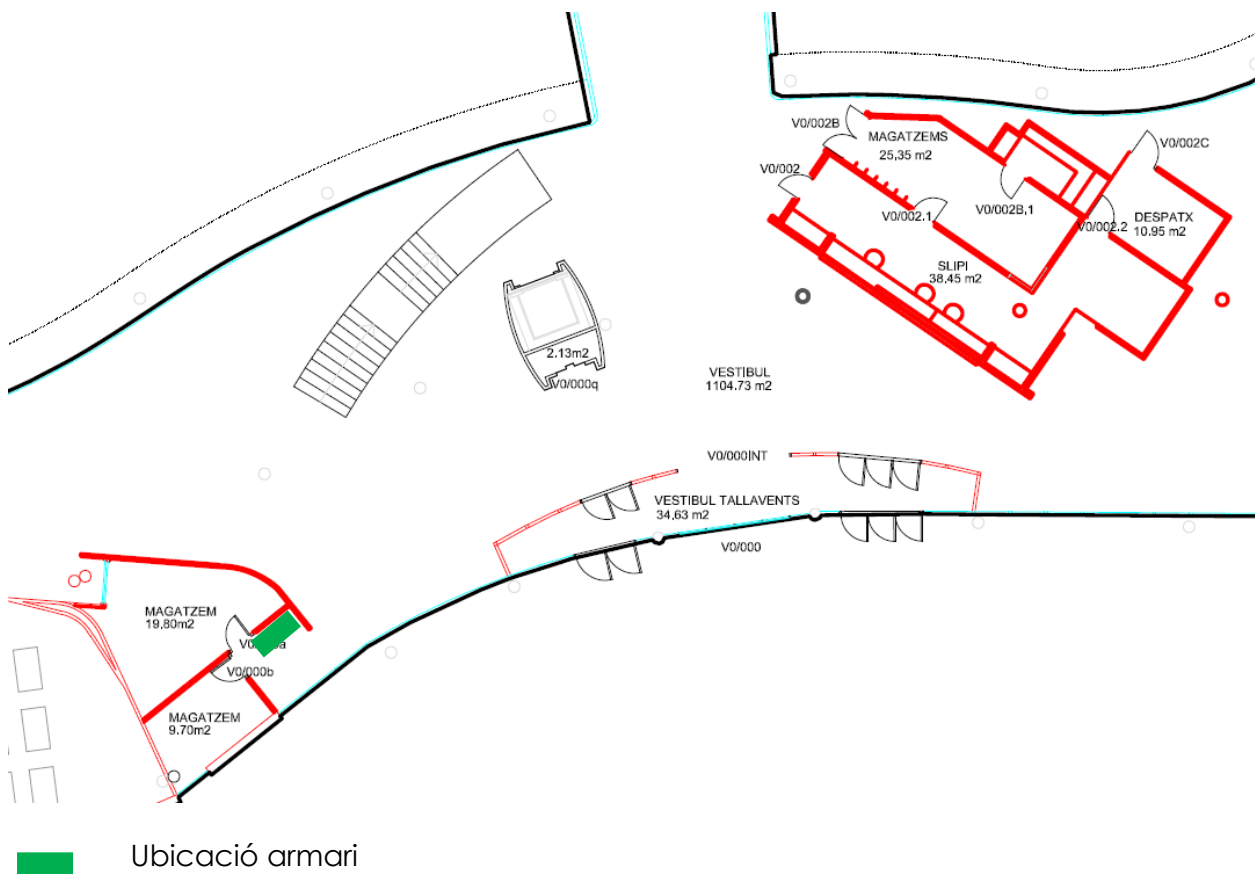 V0/002B
MAGATZEMS
25,35 m2
V0/002C
V0/002
V0/002.1
V0/002B,1
V0/002.2
DESPATX
10.95 m2
SLIPI
38,45 m2
2.13m2
V0/000q
VESTIBUL
1104.73 m2
V0/000INT
VESTIBUL TALLAVENTS
34,63 m2
V0/000
MAGATZEM
19,80m2
V0/000b
MAGATZEM
9.70m2
Ubicació armari